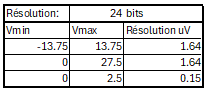 Résolution: 24 bits
Vmin Vmax Résolution uV
-13.75 13.75 1.64
0 27.5 1.64
0 2.5 0.15